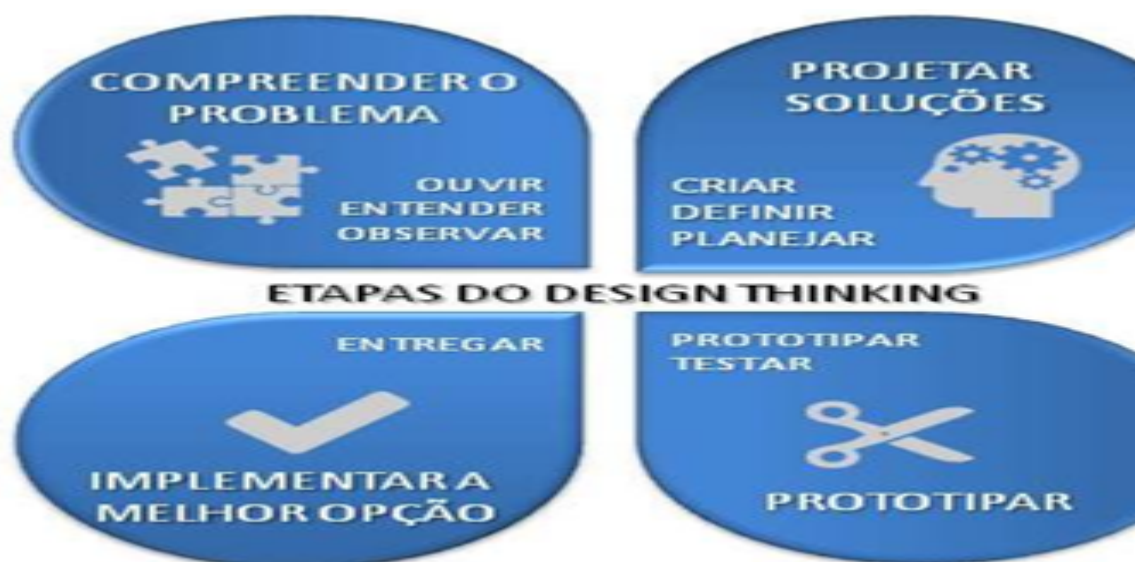 COMPREENDER O
PROBLEMA
OUVIR
ENTENDER
OBSERVAR
PROJETAR
SOLUÇÕES
CRIAR
DEFINIR
PLANEJAR
ETAPAS DO DESIGN THINKING
ENTREGAR
IMPLEMENTAR A
MELHOR OPÇÃO
PROTOTIPAR
TESTAR
PROTOTIPAR